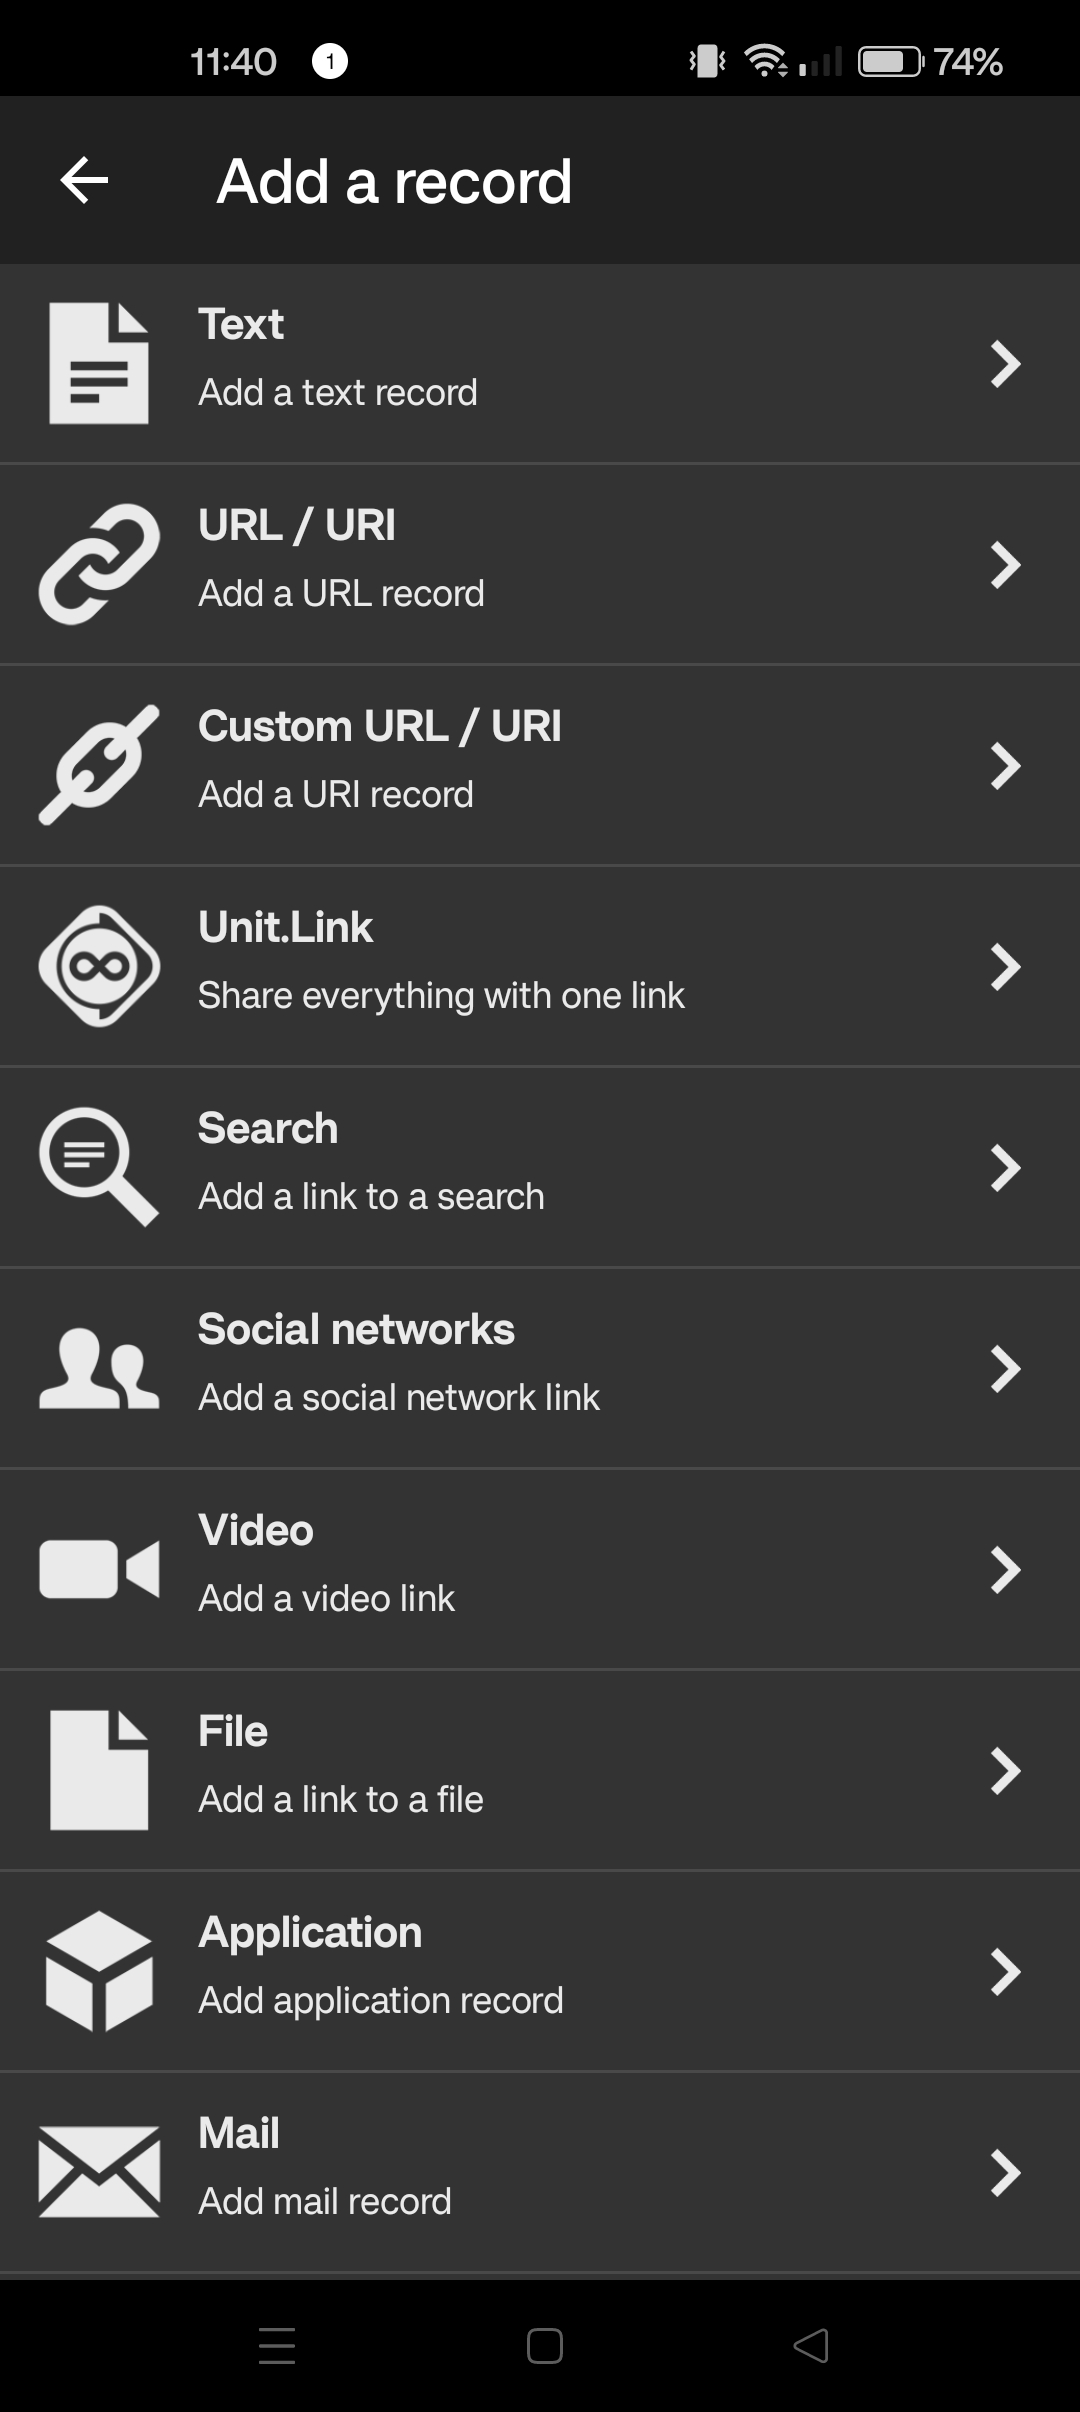 11:40 1 74%
Add a record
Text
Add a text record
URL / URI
Add a URL record
Custom URL / URI
Add a URI record
Unit.Link
Share everything with one link
Search
Add a link to a search
Social networks
Add a social network link
Video
Add a video link
File
Add a link to a file
Application
Add application record
Mail
Add mail record